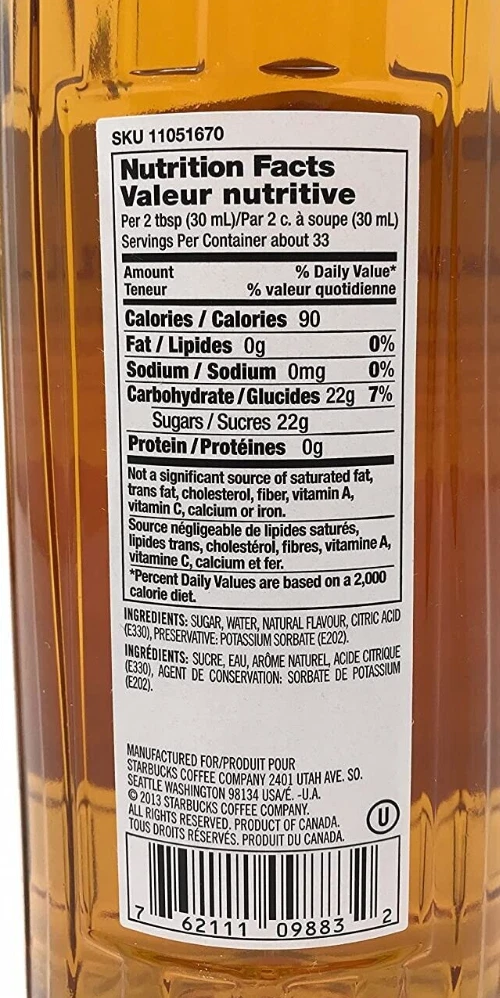 SKU 11051670
Nutrition Facts
Valeur nutritive
Per 2 tbsp (30 mL)/Par 2 c. à soupe (30 mL)
Servings Per Container about 33
Amount % Daily Value*
Teneur % valeur quotidienne
Calories / Calories 90
Fat / Lipides 0g 0%
Sodium / Sodium 0mg 0%
Carbohydrate / Glucides 22g 7%
Sugars / Sucres 22g
Protein / Protéines 0g
Not a significant source of saturated fat,
trans fat, cholesterol, fiber, vitamin A,
vitamin C, calcium or iron.
Source négligeable de lipides saturés,
lipides trans, cholestérol, fibres, vitamine A,
vitamine C, calcium et fer.
*Percent Daily Values are based on a 2,000
calorie diet.
INGREDIENTS: SUGAR, WATER, NATURAL FLAVOUR, CITRIC ACID
(E330), PRESERVATIVE: POTASSIUM SORBATE (E202).
INGRÉDIENTS: SUCRE, EAU, ARÔME NATUREL, ACIDE CITRIQUE
(E330), AGENT DE CONSERVATION: SORBATE DE POTASSIUM
(E202).
MANUFACTURED FOR/PRODUIT POUR
STARBUCKS COFFEE COMPANY 2401 UTAH AVE. SO.
SEATTLE WASHINGTON 98134 USA/É.-U.A.
© 2013 STARBUCKS COFFEE COMPANY.
ALL RIGHTS RESERVED. PRODUCT OF CANADA.
TOUS DROITS RÉSERVÉS. PRODUIT DU CANADA.
U
7 62111 09883 2